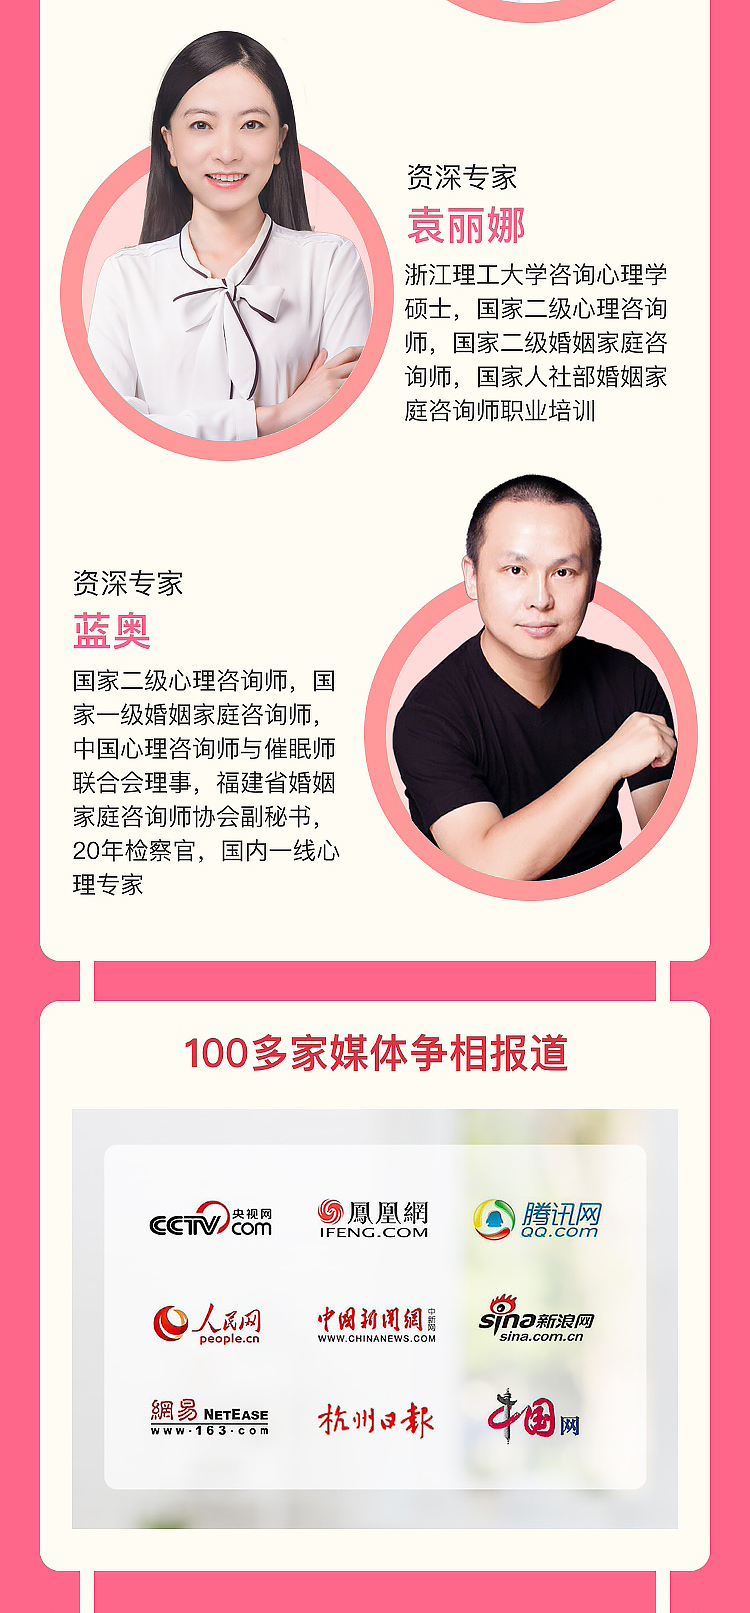 资深专家
袁丽娜
浙江理工大学咨询心理学
硕士，国家二级心理咨询
师，国家二级婚姻家庭咨
询师，国家人社部婚姻家
庭咨询师职业培训
资深专家
蓝奥
国家二级心理咨询师，国
家一级婚姻家庭咨询师，
中国心理咨询师与催眠师
联合会理事，福建省婚姻
家庭咨询师协会副秘书，
20年检察官，国内一线心
理专家
100多家媒体争相报道
CCTV 央视网
com
鳳凰網
IFENG.COM
腾讯网
QQ.com
人民网
people.cn
中国新闻網 中新网
WWW.CHINANEWS.COM
sina新浪网
sina.com.cn
網易 NETEASE
www.163.com
杭州日报
中国网